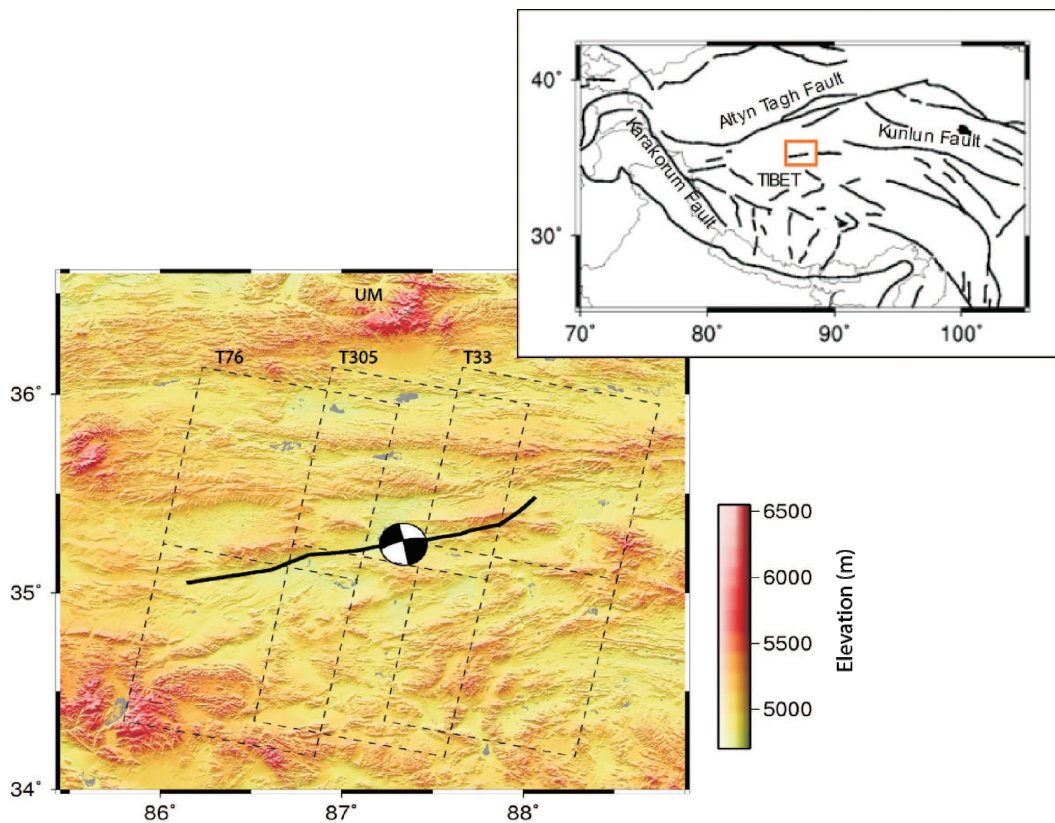 40˚
30˚
70˚
80˚
90˚
100˚
Altyn Tagh Fault
Kunlun Fault
Karakorum Fault
TIBET
UM
T76
T305
T33
36˚
35˚
34˚
86˚
87˚
88˚
6500
6000
5500
5000
Elevation (m)